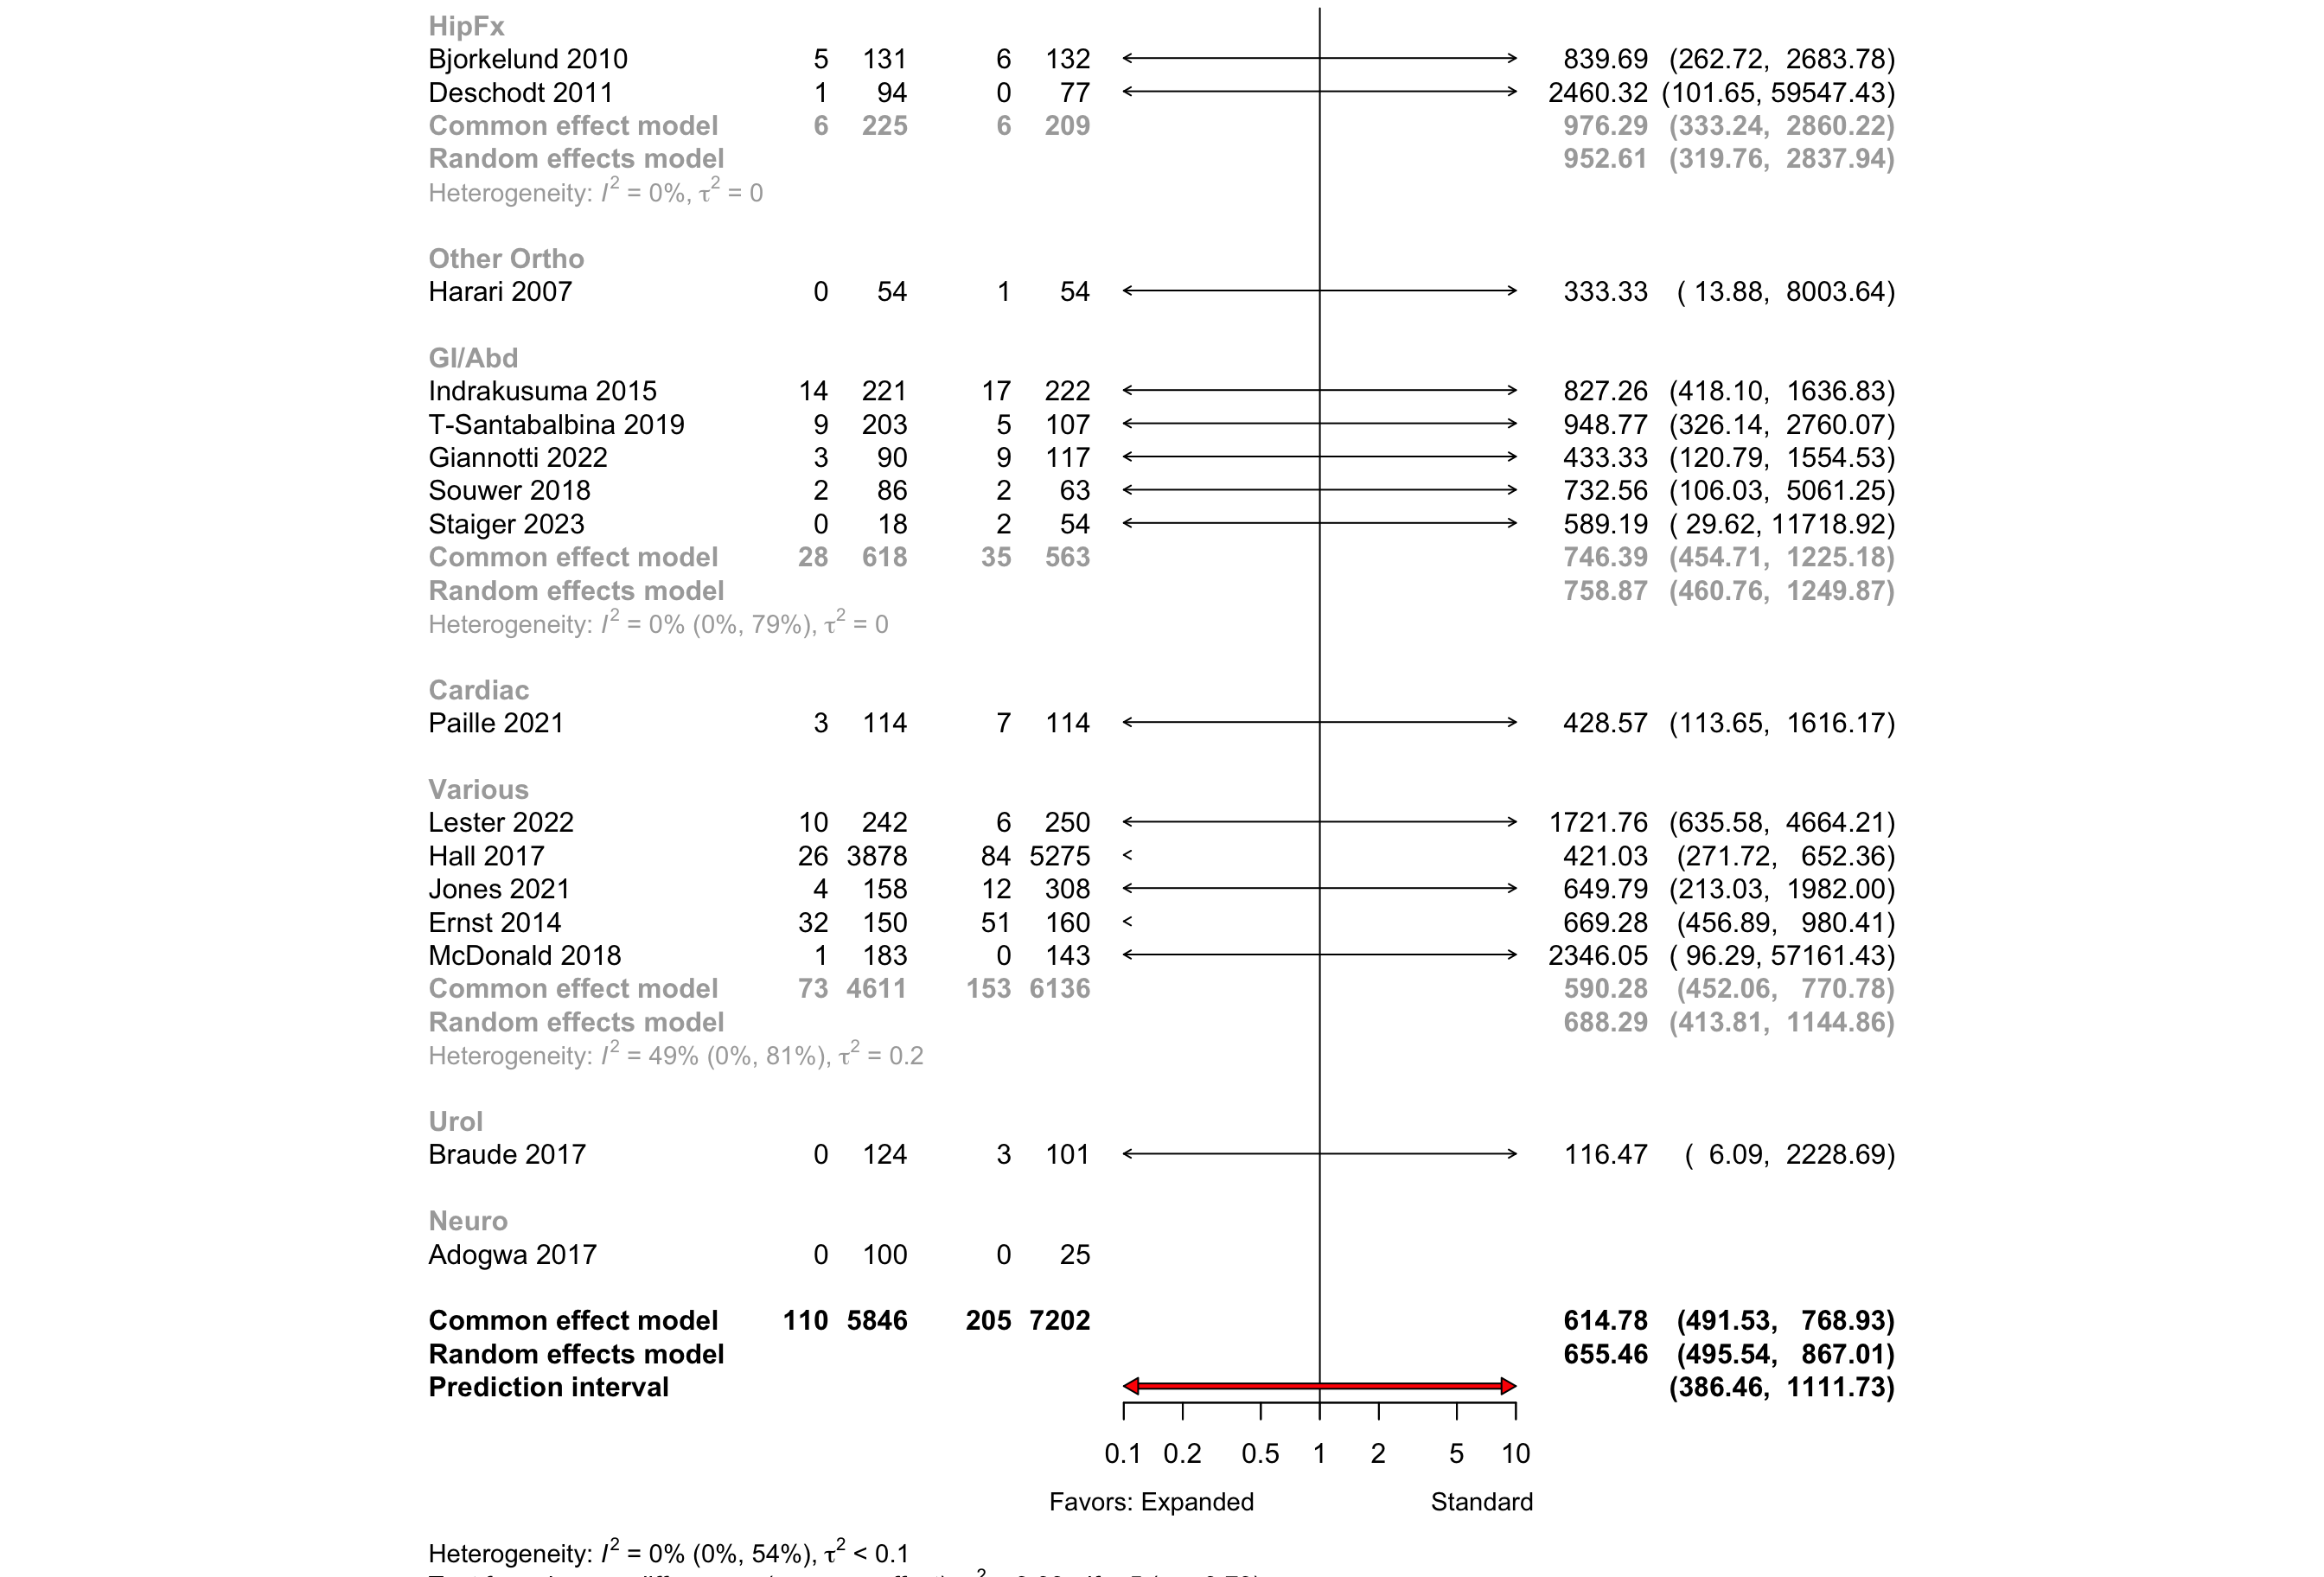 HipFx
Bjorkelund 2010 5 131 6 132 839.69 (262.72, 2683.78)
Deschodt 2011 1 94 0 77 2460.32 (101.65, 59547.43)
Common effect model 6 225 6 209 976.29 (333.24, 2860.22)
Random effects model 952.61 (319.76, 2837.94)
Heterogeneity: I² = 0%, τ² = 0
Other Ortho
Harari 2007 0 54 1 54 333.33 ( 13.88, 8003.64)
GI/Abd
Indrakusuma 2015 14 221 17 222 827.26 (418.10, 1636.83)
T-Santabalbina 2019 9 203 5 107 948.77 (326.14, 2760.07)
Giannotti 2022 3 90 9 117 433.33 (120.79, 1554.53)
Souwer 2018 2 86 2 63 732.56 (106.03, 5061.25)
Staiger 2023 0 18 2 54 589.19 ( 29.62, 11718.92)
Common effect model 28 618 35 563 746.39 (454.71, 1225.18)
Random effects model 758.87 (460.76, 1249.87)
Heterogeneity: I² = 0% (0%, 79%), τ² = 0
Cardiac
Paille 2021 3 114 7 114 428.57 (113.65, 1616.17)
Various
Lester 2022 10 242 6 250 1721.76 (635.58, 4664.21)
Hall 2017 26 3878 84 5275 421.03 (271.72, 652.36)
Jones 2021 4 158 12 308 649.79 (213.03, 1982.00)
Ernst 2014 32 150 51 160 669.28 (456.89, 980.41)
McDonald 2018 1 183 0 143 2346.05 ( 96.29, 57161.43)
Common effect model 73 4611 153 6136 590.28 (452.06, 770.78)
Random effects model 688.29 (413.81, 1144.86)
Heterogeneity: I² = 49% (0%, 81%), τ² = 0.2
Urol
Braude 2017 0 124 3 101 116.47 ( 6.09, 2228.69)
Neuro
Adogwa 2017 0 100 0 25
Common effect model 110 5846 205 7202 614.78 (491.53, 768.93)
Random effects model 655.46 (495.54, 867.01)
Prediction interval (386.46, 1111.73)
0.1 0.2 0.5 1 2 5 10
Favors: Expanded Standard
Heterogeneity: I² = 0% (0%, 54%), τ² < 0.1